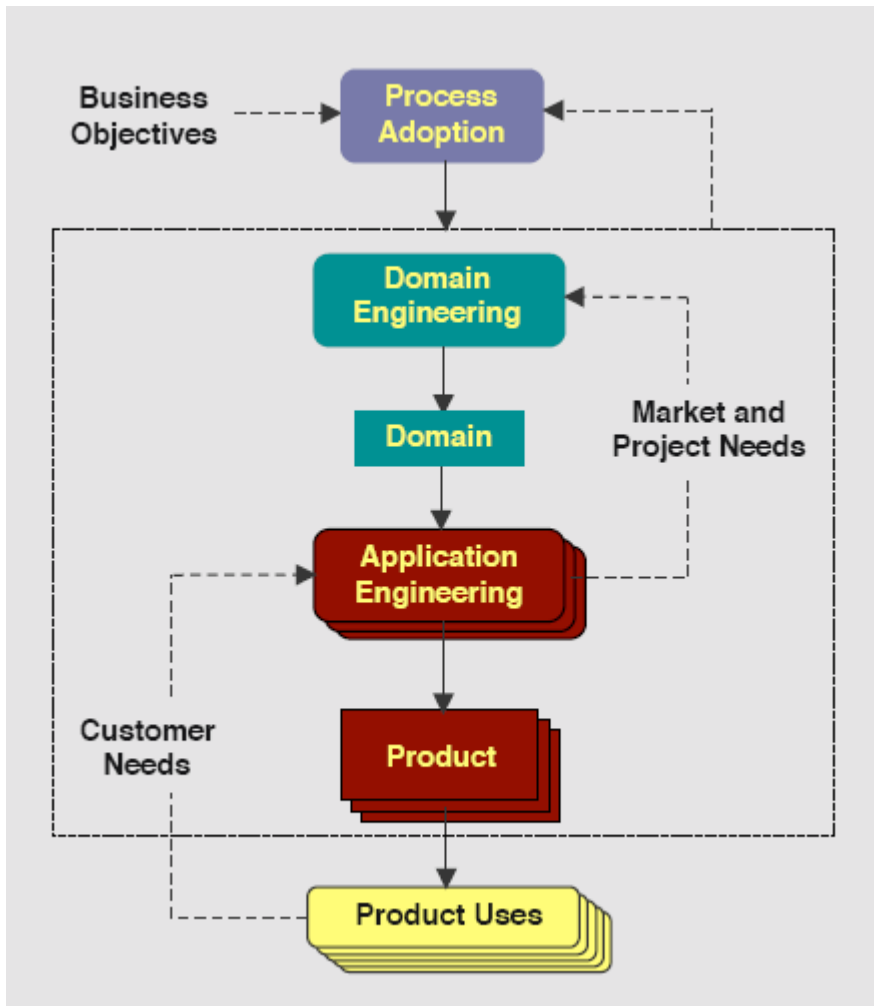 Business
Objectives
Process
Adoption
Domain
Engineering
Domain
Market and
Project Needs
Application
Engineering
Customer
Needs
Product
Product Uses